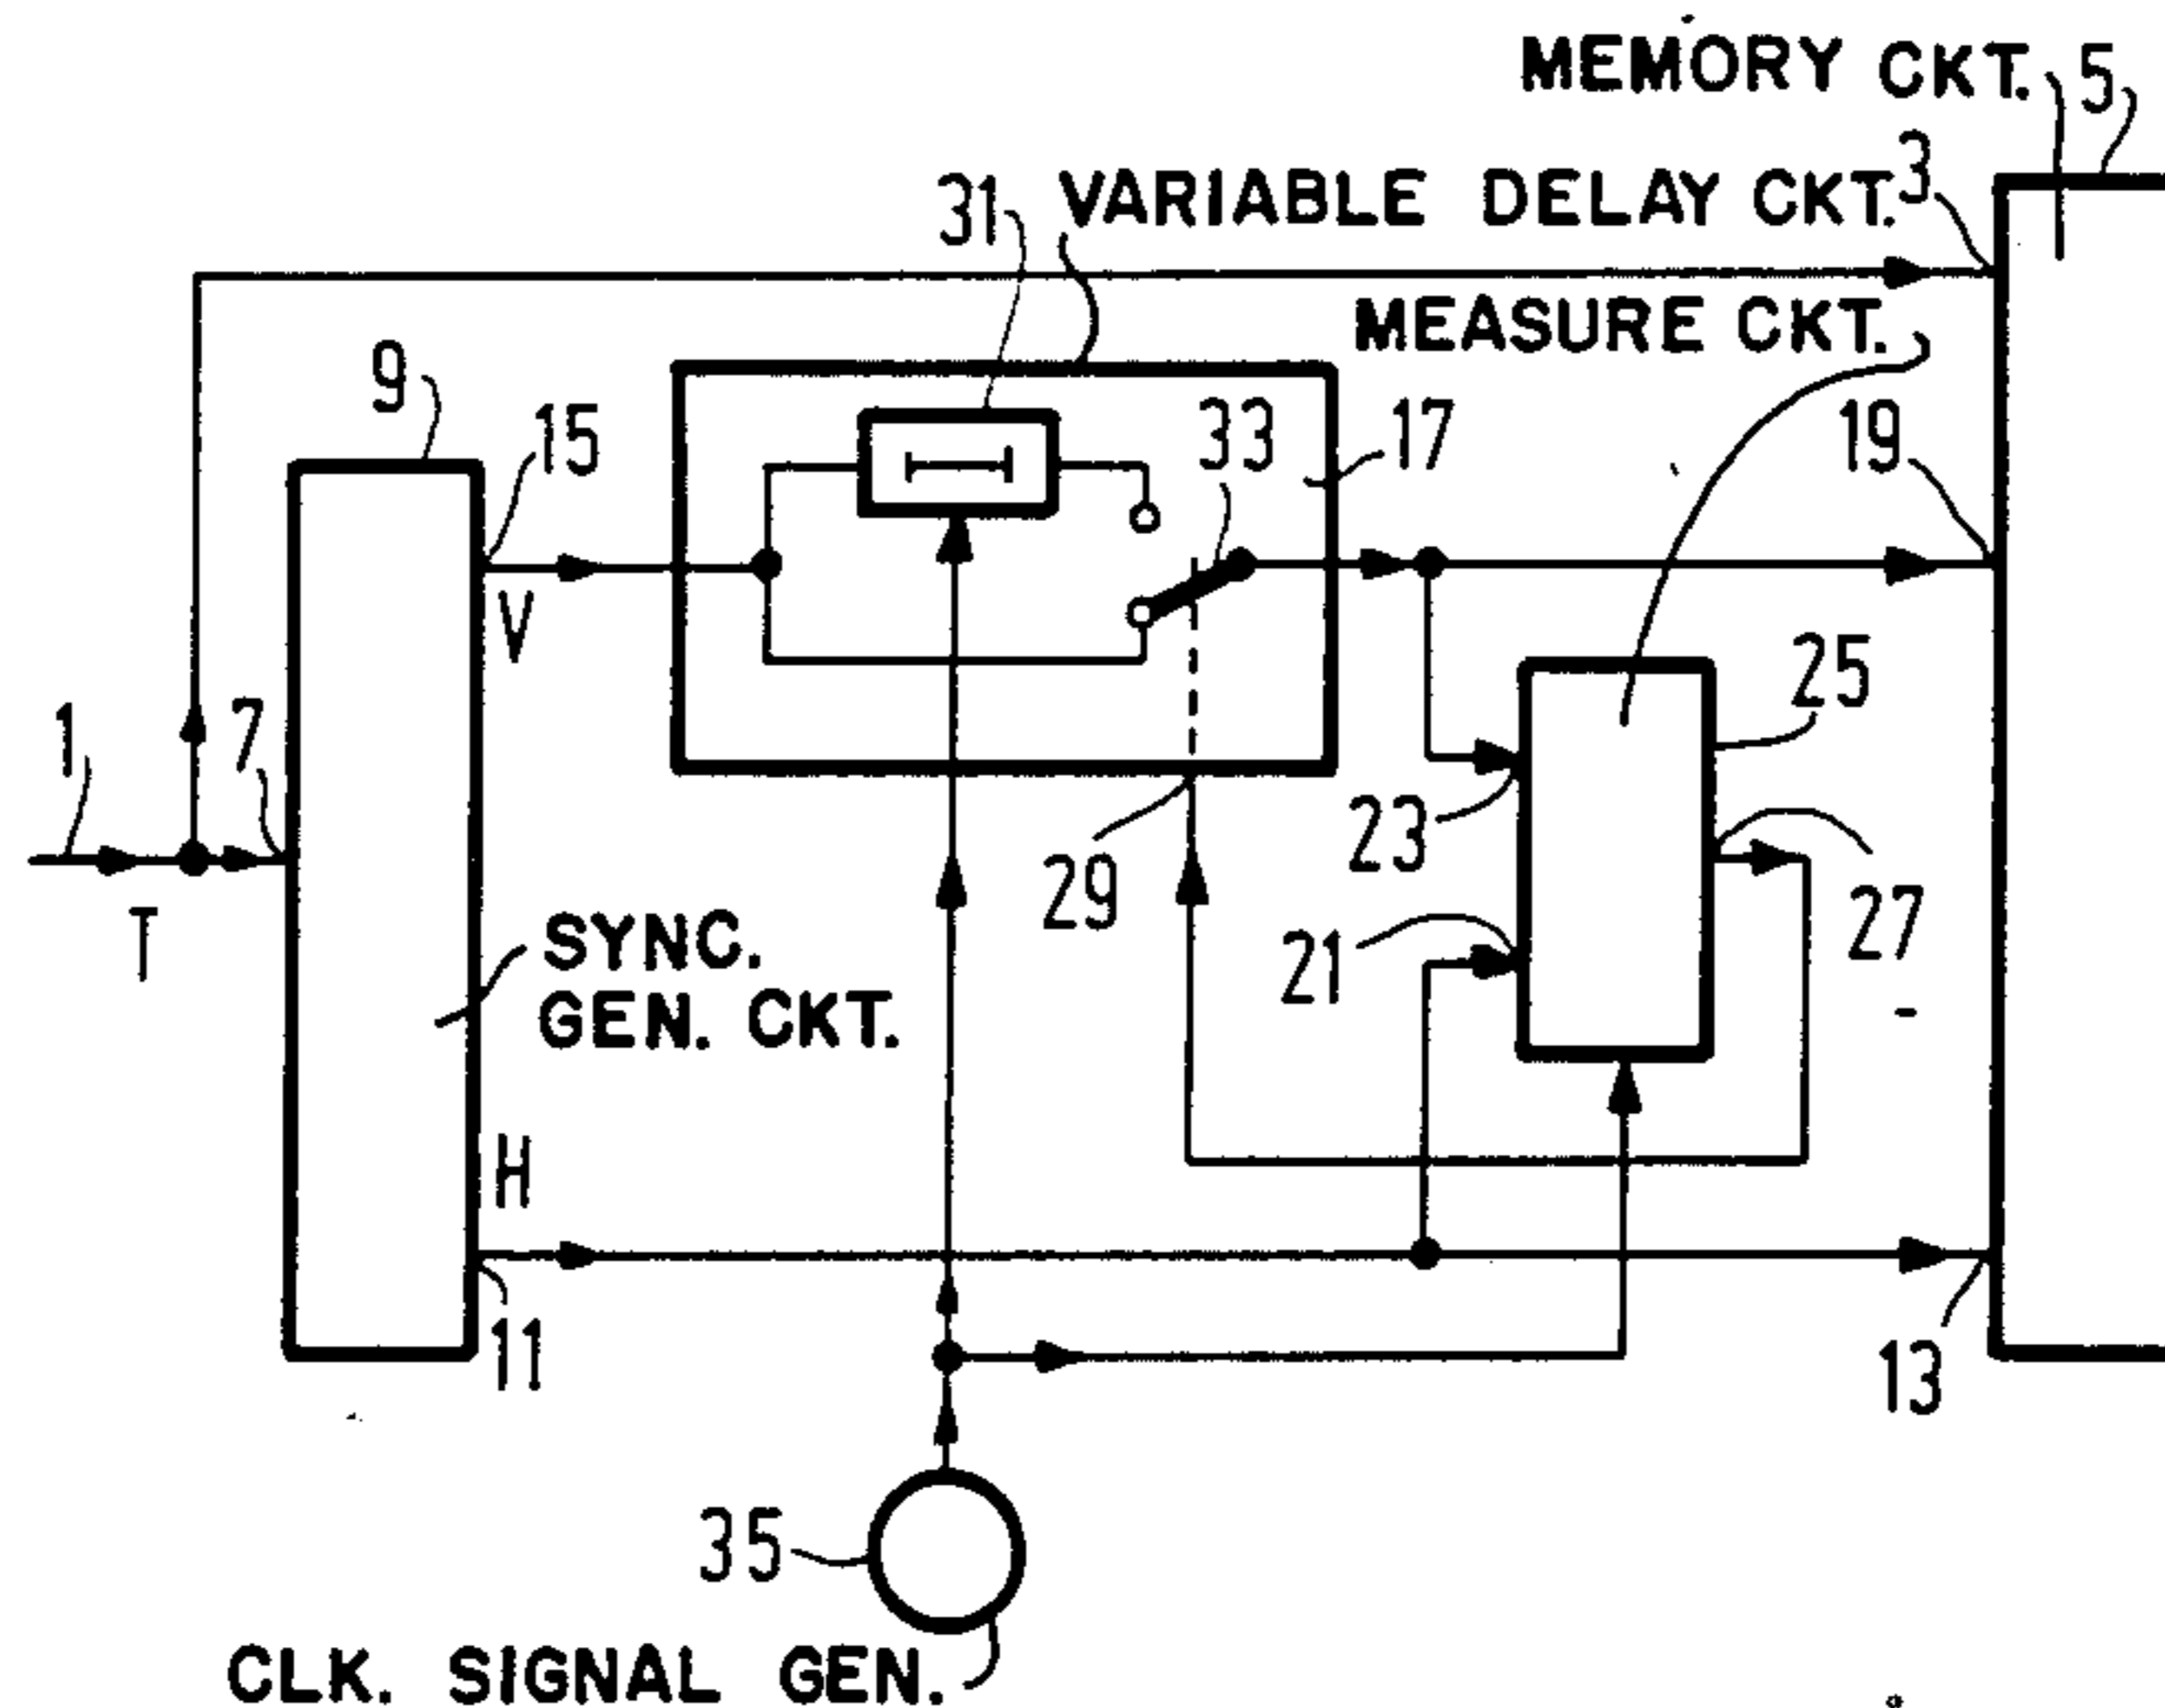 MEMORY CKT. 5
3
31 VARIABLE DELAY CKT.
MEASURE CKT.
9
15
33
17
19
V
25
1
7
23
29
27
T
SYNC.
GEN. CKT.
21
H
11
13
35
CLK. SIGNAL GEN.